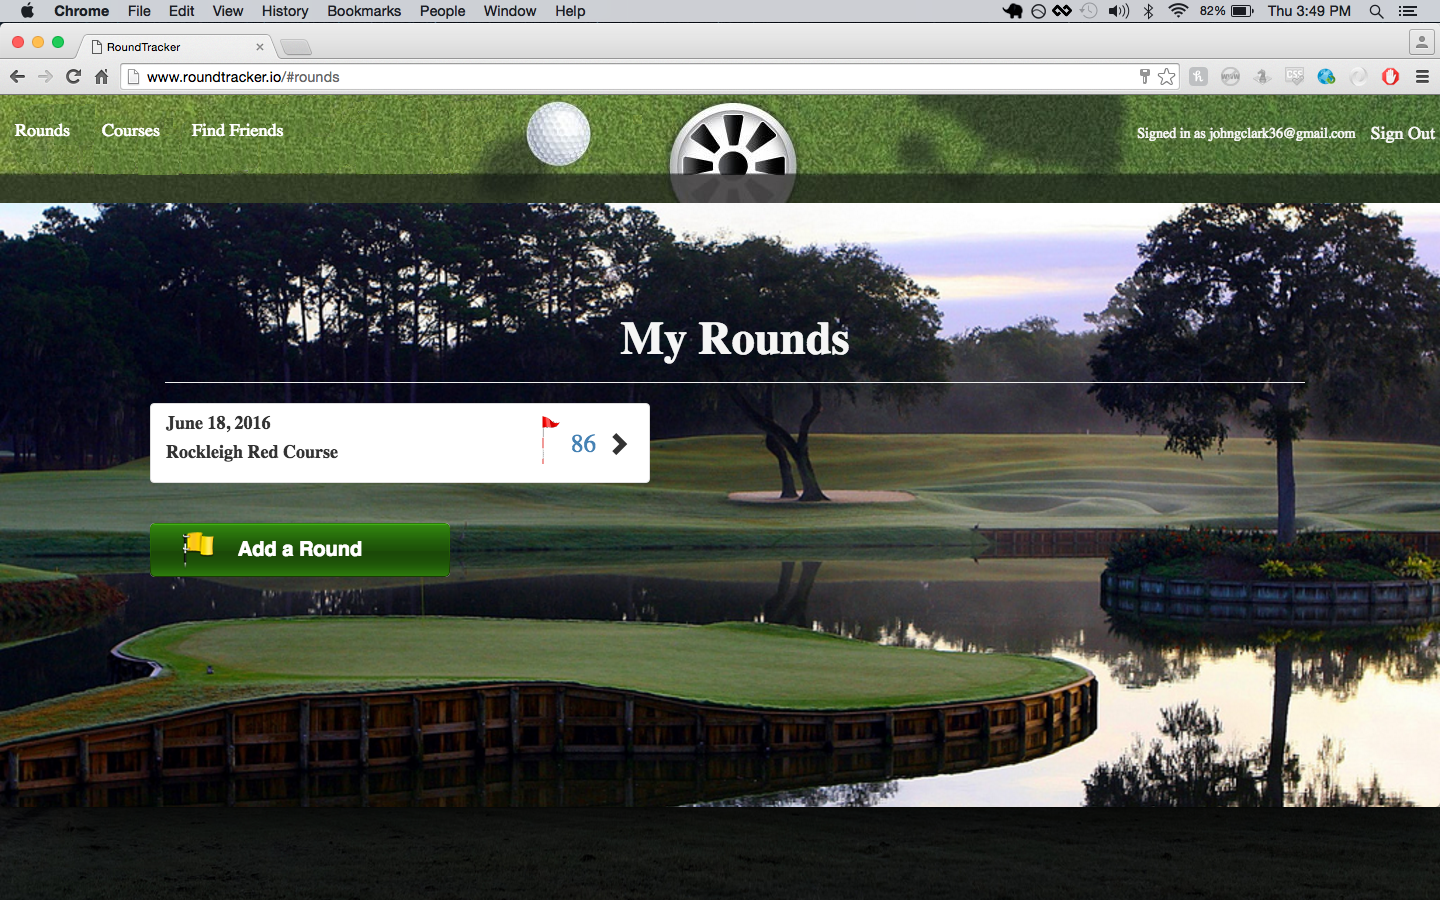 Chrome File Edit View History Bookmarks People Window Help 82% Thu 3:49 PM
RoundTracker
www.roundtracker.io/#rounds
Rounds Courses Find Friends Signed in as johngclark36@gmail.com Sign Out
My Rounds
June 18, 2016
Rockleigh Red Course
86
Add a Round